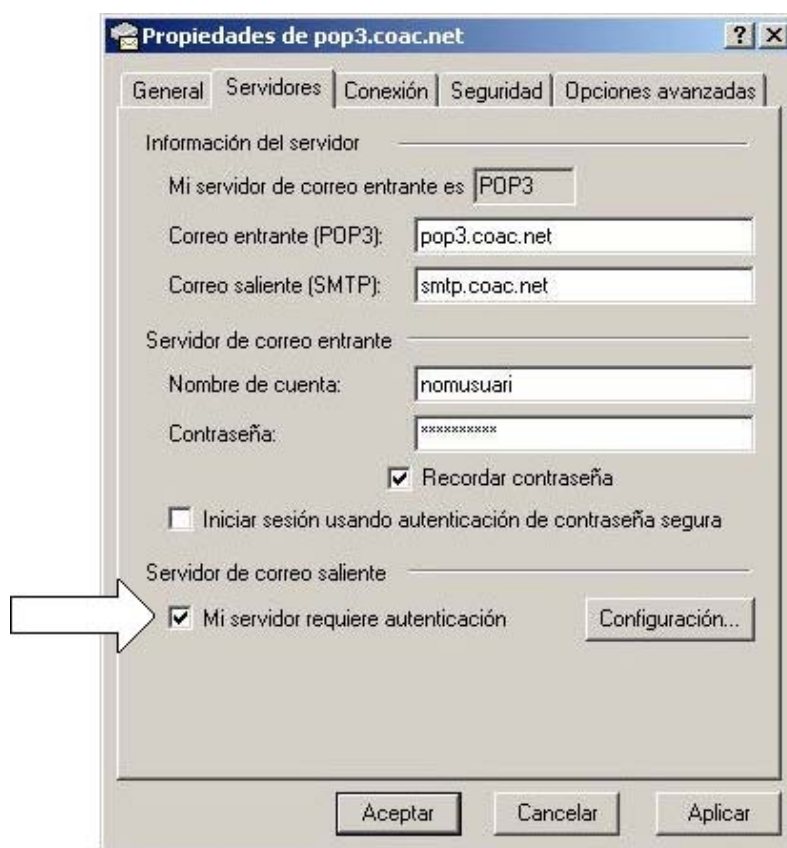 Propiedades de pop3.coac.net
General Servidores Conexión Seguridad Opciones avanzadas
Información del servidor
Mi servidor de correo entrante es POP3
Correo entrante (POP3): pop3.coac.net
Correo saliente (SMTP): smtp.coac.net
Servidor de correo entrante
Nombre de cuenta: nomusuari
Contraseña: **********
Recordar contraseña
Iniciar sesión usando autenticación de contraseña segura
Servidor de correo saliente
Mi servidor requiere autenticación Configuración...
Aceptar Cancelar Aplicar